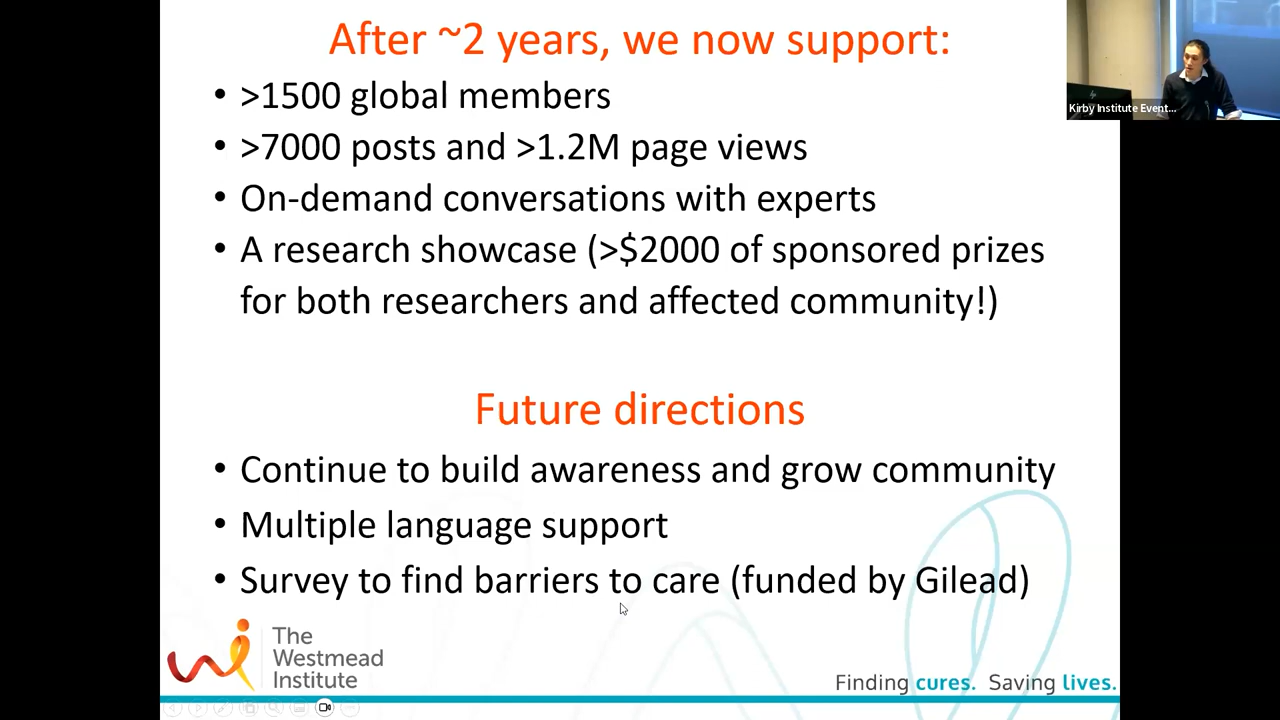 After ~2 years, we now support:
• >1500 global members
• >7000 posts and >1.2M page views
• On-demand conversations with experts
• A research showcase (>$2000 of sponsored prizes
for both researchers and affected community!)
Kirby Institute Event...
Future directions
• Continue to build awareness and grow community
• Multiple language support
• Survey to find barriers to care (funded by Gilead)
The
Westmead
Institute
Finding cures. Saving lives.